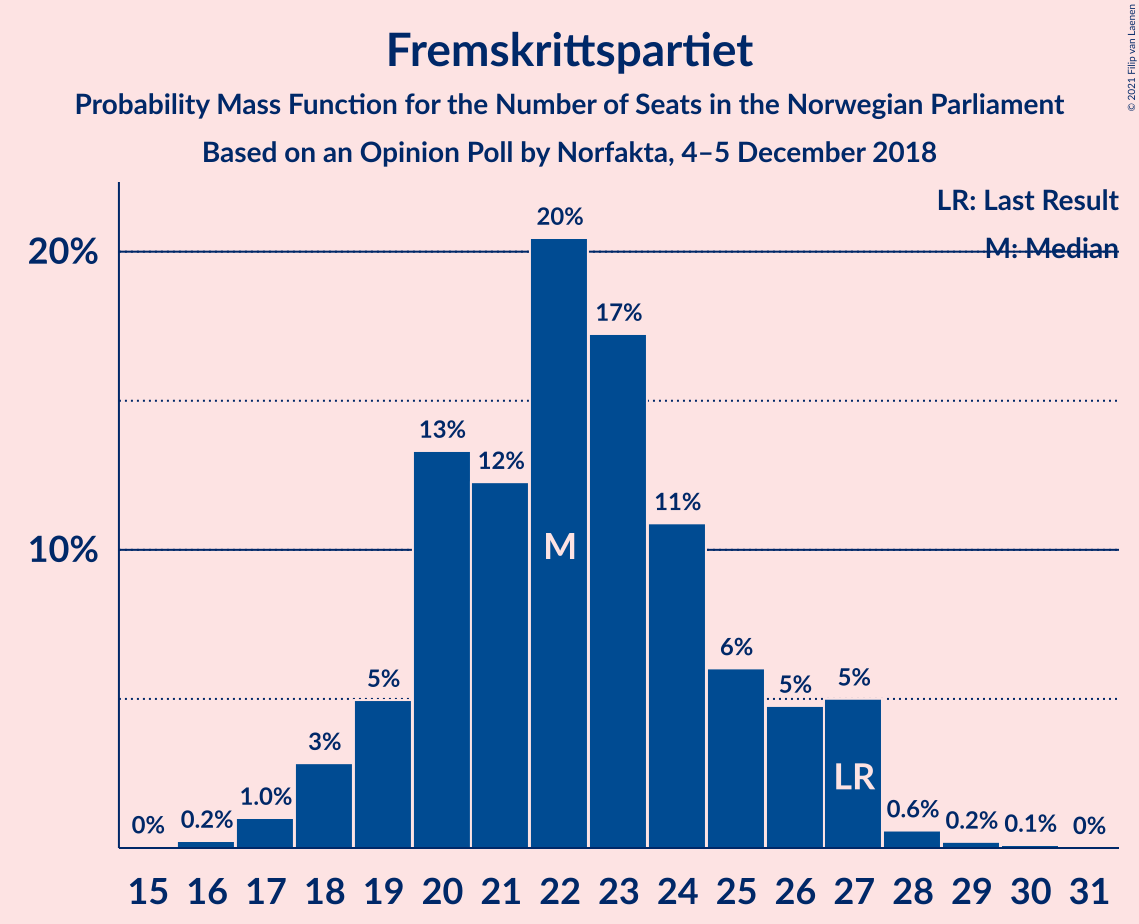 Fremskrittspartiet
Probability Mass Function for the Number of Seats in the Norwegian Parliament
Based on an Opinion Poll by Norfakta, 4–5 December 2018
© 2021 Filip van Laenen
LR: Last Result
M: Median
20%
10%
0%
0.2%
1.0%
3%
5%
13%
12%
20%
17%
11%
6%
5%
5%
0.6%
0.2%
0.1%
0%
M
LR
15 16 17 18 19 20 21 22 23 24 25 26 27 28 29 30 31